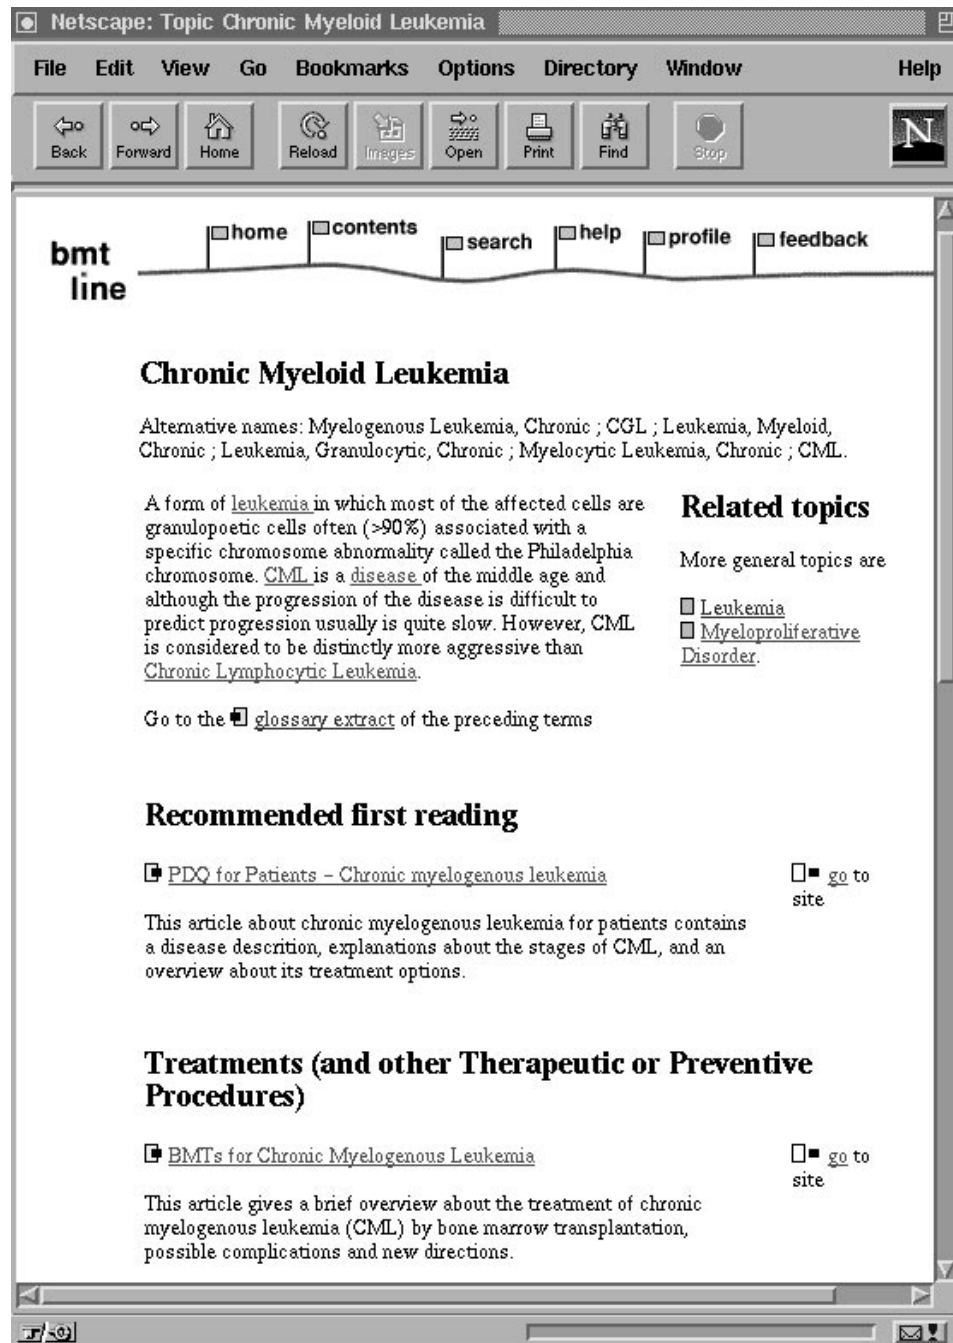 Netscape: Topic Chronic Myeloid Leukemia
File Edit View Go Bookmarks Options Directory Window Help
Back Forward Home Reload Images Open Print Find Stop
N
bmt
line
home contents search help profile feedback
Chronic Myeloid Leukemia
Alternative names: Myelogenous Leukemia, Chronic ; CGL ; Leukemia, Myeloid,
Chronic ; Leukemia, Granulocytic, Chronic ; Myelocytic Leukemia, Chronic ; CML.
A form of leukemia in which most of the affected cells are
granulopoetic cells often (>90%) associated with a
specific chromosome abnormality called the Philadelphia
chromosome. CML is a disease of the middle age and
although the progression of the disease is difficult to
predict progression usually is quite slow. However, CML
is considered to be distinctly more aggressive than
Chronic Lymphocytic Leukemia.
Go to the glossary extract of the preceding terms
Related topics
More general topics are
Leukemia
Myeloproliferative
Disorder.
Recommended first reading
PDQ for Patients – Chronic myelogenous leukemia
go to
site
This article about chronic myelogenous leukemia for patients contains
a disease descrition, explanations about the stages of CML, and an
overview about its treatment options.
Treatments (and other Therapeutic or Preventive
Procedures)
BMTs for Chronic Myelogenous Leukemia
go to
site
This article gives a brief overview about the treatment of chronic
myelogenous leukemia (CML) by bone marrow transplantation,
possible complications and new directions.